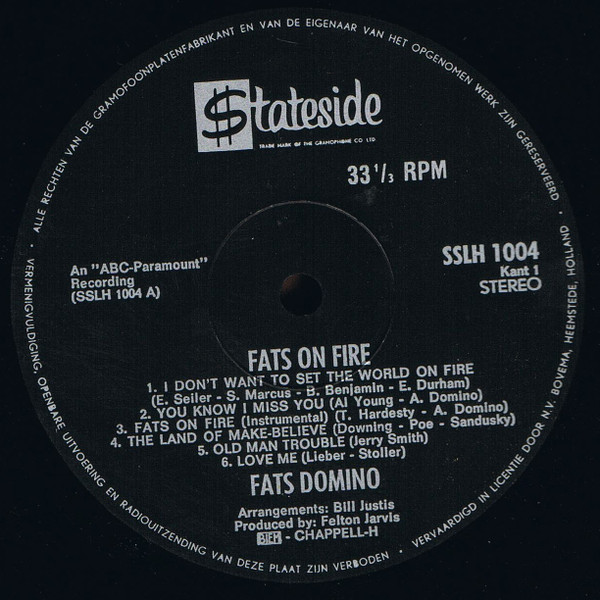 ALLE RECHTEN VAN DE GRAMOFOONPLATENFABRIKANT EN VAN DE EIGENAAR VAN HET OPGENOMEN WERK ZIJN GERESERVEERD ·
$tateside
TRADE MARK OF THE GRAMOPHONE CO LTD
33 1/3 RPM
An "ABC-Paramount"
Recording
(SSLH 1004 A)
SSLH 1004
Kant 1
STEREO
FATS ON FIRE
1. I DON'T WANT TO SET THE WORLD ON FIRE
(E. Seiler - S. Marcus - B. Benjamin - E. Durham)
2. YOU KNOW I MISS YOU (Al Young - A. Domino)
3. FATS ON FIRE (Instrumental) (T. Hardesty - A. Domino)
4. THE LAND OF MAKE-BELIEVE (Downing - Poe - Sandusky)
5. OLD MAN TROUBLE (Jerry Smith)
6. LOVE ME (Lieber - Stoller)
FATS DOMINO
Arrangements: Bill Justis
Produced by: Felton Jarvis
BIEM - CHAPPELL-H
· VERMENIGVULDIGING, OPENBARE UITVOERING EN RADIOUITZENDING VAN DEZE PLAAT ZIJN VERBODEN · VERVAARDIGD IN LICENTIE DOOR N.V. BOVEMA, HEEMSTEDE, HOLLAND ·